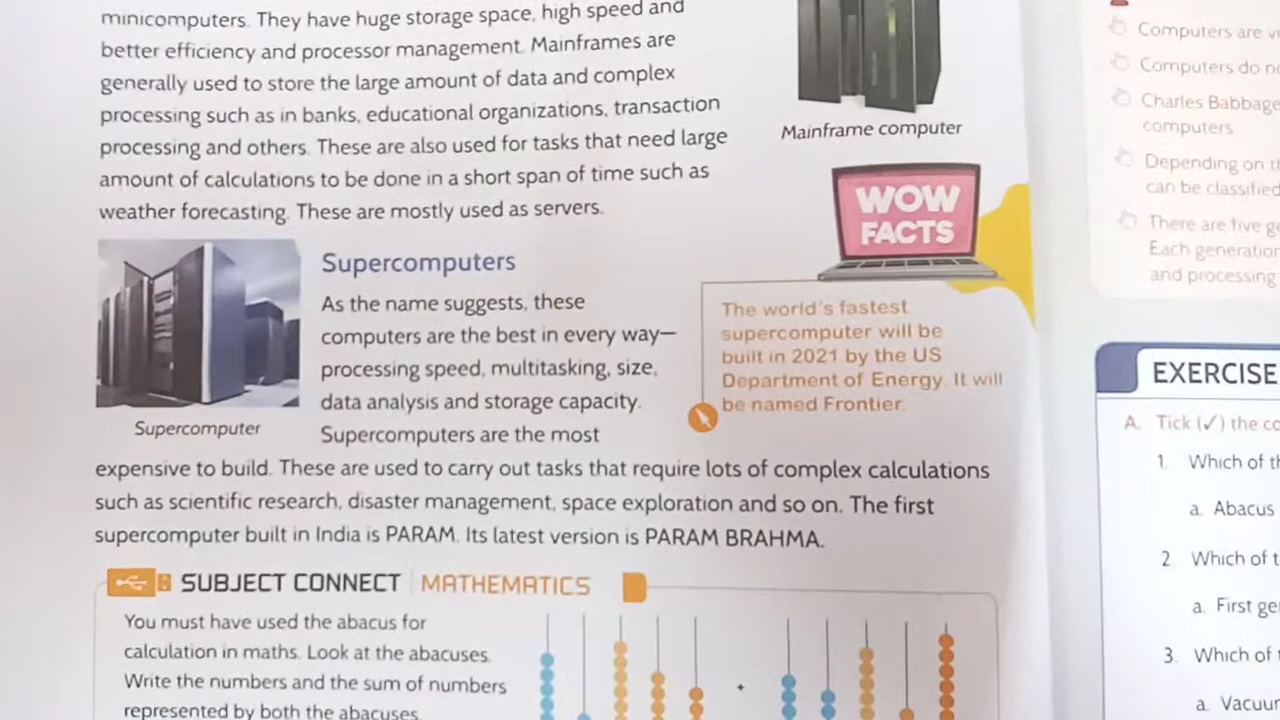 minicomputers. They have huge storage space, high speed and
better efficiency and processor management. Mainframes are
generally used to store the large amount of data and complex
processing such as in banks, educational organizations, transaction
processing and others. These are also used for tasks that need large
amount of calculations to be done in a short span of time such as
weather forecasting. These are mostly used as servers.
Mainframe computer
WOW
FACTS
Supercomputers
As the name suggests, these
computers are the best in every way—
processing speed, multitasking, size,
data analysis and storage capacity.
Supercomputers are the most
expensive to build. These are used to carry out tasks that require lots of complex calculations
such as scientific research, disaster management, space exploration and so on. The first
supercomputer built in India is PARAM. Its latest version is PARAM BRAHMA.
Supercomputer
The world's fastest
supercomputer will be
built in 2021 by the US
Department of Energy. It will
be named Frontier.
SUBJECT CONNECT MATHEMATICS
You must have used the abacus for
calculation in maths. Look at the abacuses.
Write the numbers and the sum of numbers
represented by both the abacuses.
+
Computers are
Computers do
Charles Babbage
computers.
Depending on
can be classified
There are five
Each generation
and processing
EXERCISE
A. Tick (✓) the
1. Which of
a. Abacus
2. Which of
a. First
3. Which of
a.